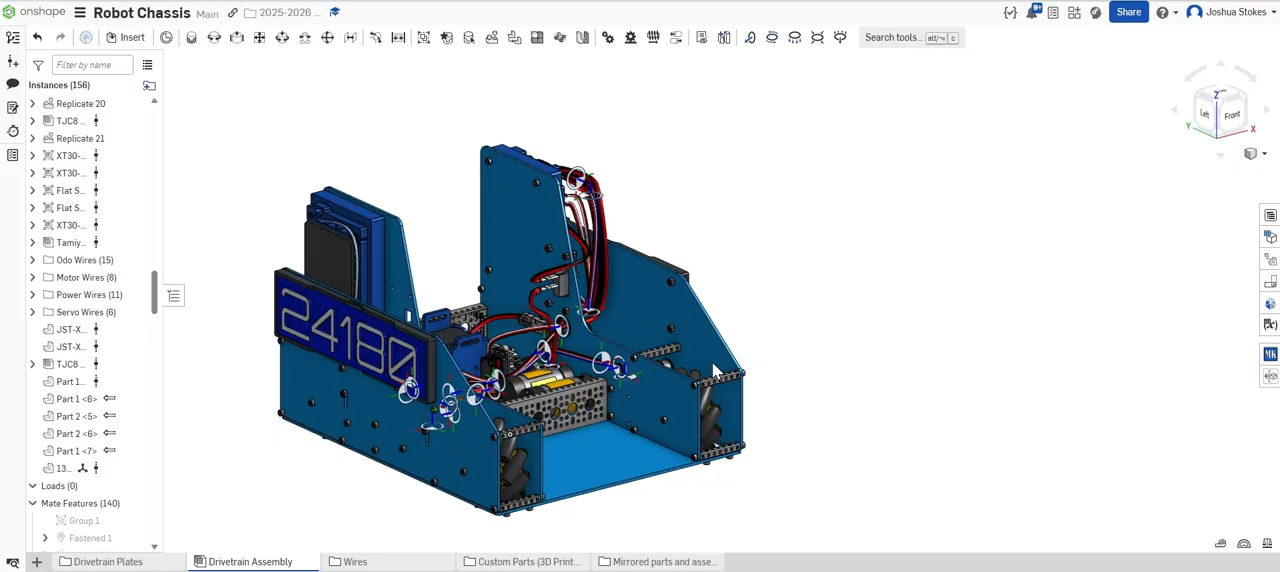 onshape Robot Chassis Main 2025-2026 ... 9+ Share Joshua Stokes
Insert Search tools... alt/⌥ c
Filter by name
Instances (156)
Replicate 20
TJC8 ...
Replicate 21
XT30-...
XT30-...
Flat S...
Flat S...
XT30-...
Tamiy...
Odo Wires (15)
Motor Wires (8)
Power Wires (11)
Servo Wires (6)
JST-X...
JST-X...
TJC8 ...
Part 1...
Part 1 <6>
Part 2 <5>
Part 2 <6>
Part 1 <7>
13...
Loads (0)
Mate Features (140)
Group 1
Fastened 1
24180
Z
Left
Front
Y
X
MK
Drivetrain Plates
Drivetrain Assembly
Wires
Custom Parts (3D Print...
Mirrored parts and asse...